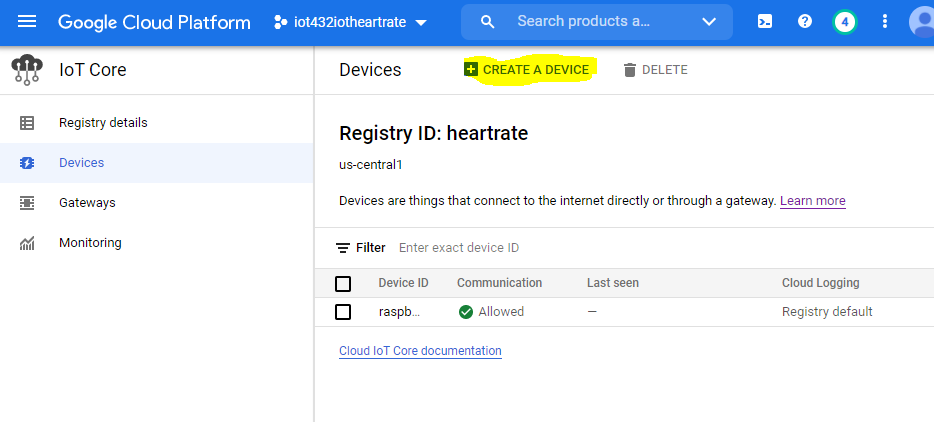 Google Cloud Platform iot432iotheartrate Search products a... 4
IoT Core Devices CREATE A DEVICE DELETE
Registry details
Devices
Gateways
Monitoring
Registry ID: heartrate
us-central1
Devices are things that connect to the internet directly or through a gateway. Learn more
Filter Enter exact device ID
Device ID Communication Last seen Cloud Logging
raspb... Allowed — Registry default
Cloud IoT Core documentation